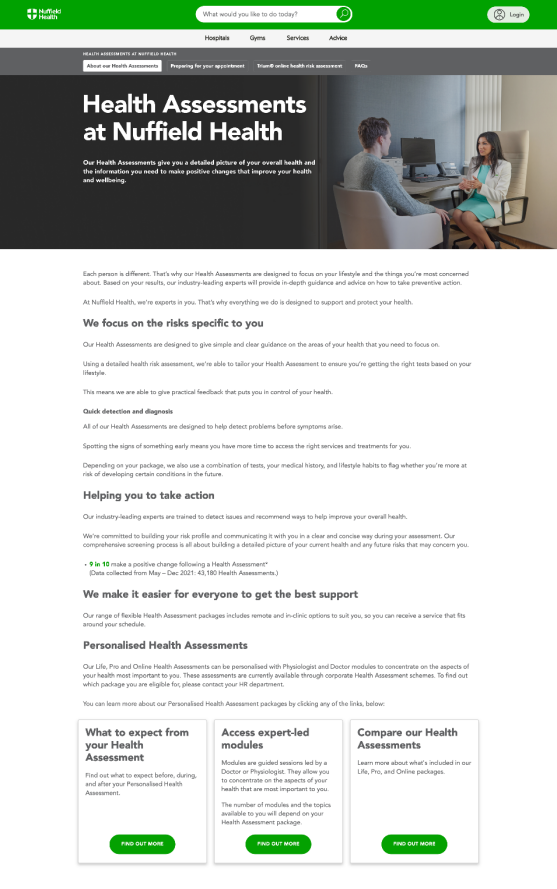 Nuffield
Health
What would you like to do today?
Login
Hospitals Gyms Services Advice
HEALTH ASSESSMENTS AT NUFFIELD HEALTH
About our Health Assessments Preparing for your appointment Trium® online health risk assessment FAQs
Health Assessments
at Nuffield Health
Our Health Assessments give you a detailed picture of your overall health and
the information you need to make positive changes that improve your health
and wellbeing.
Each person is different. That's why our Health Assessments are designed to focus on your lifestyle and the things you're most concerned
about. Based on your results, our industry-leading experts will provide in-depth guidance and advice on how to take preventive action.
At Nuffield Health, we're experts in you. That's why everything we do is designed to support and protect your health.
We focus on the risks specific to you
Our Health Assessments are designed to give simple and clear guidance on the areas of your health that you need to focus on.
Using a detailed health risk assessment, we're able to tailor your Health Assessment to ensure you're getting the right tests based on your
lifestyle.
This means we are able to give practical feedback that puts you in control of your health.
Quick detection and diagnosis
All of our Health Assessments are designed to help detect problems before symptoms arise.
Spotting the signs of something early means you have more time to access the right services and treatments for you.
Depending on your package, we also use a combination of tests, your medical history, and lifestyle habits to flag whether you're more at
risk of developing certain conditions in the future.
Helping you to take action
Our industry-leading experts are trained to detect issues and recommend ways to help improve your overall health.
We're committed to building your risk profile and communicating it with you in a clear and concise way during your assessment. Our
comprehensive screening process is all about building a detailed picture of your current health and any future risks that may concern you.
• 9 in 10 make a positive change following a Health Assessment*
(Data collected from May – Dec 2021: 43,180 Health Assessments.)
We make it easier for everyone to get the best support
Our range of flexible Health Assessment packages includes remote and in-clinic options to suit you, so you can receive a service that fits
around your schedule.
Personalised Health Assessments
Our Life, Pro and Online Health Assessments can be personalised with Physiologist and Doctor modules to concentrate on the aspects of
your health most important to you. These assessments are currently available through corporate Health Assessment schemes. To find out
which package you are eligible for, please contact your HR department.
You can learn more about our Personalised Health Assessment packages by clicking any of the links, below:
What to expect from
your Health
Assessment
Find out what to expect before, during,
and after your Personalised Health
Assessment.
FIND OUT MORE
Access expert-led
modules
Modules are guided sessions led by a
Doctor or Physiologist. They allow you
to concentrate on the aspects of your
health that are most important to you.
The number of modules and the topics
available to you will depend on your
Health Assessment package.
FIND OUT MORE
Compare our Health
Assessments
Learn more about what's included in our
Life, Pro, and Online packages.
FIND OUT MORE